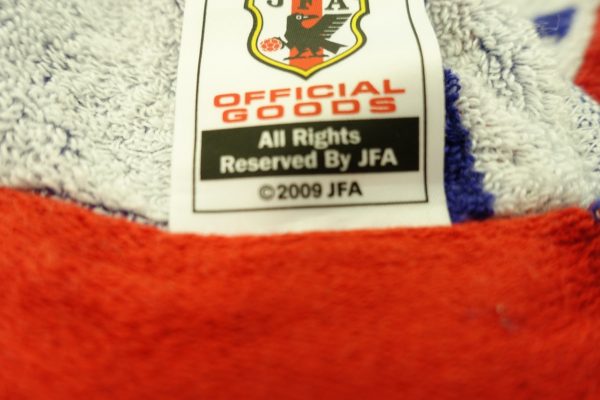 JFA
OFFICIAL
GOODS
All Rights
Reserved By JFA
©2009 JFA